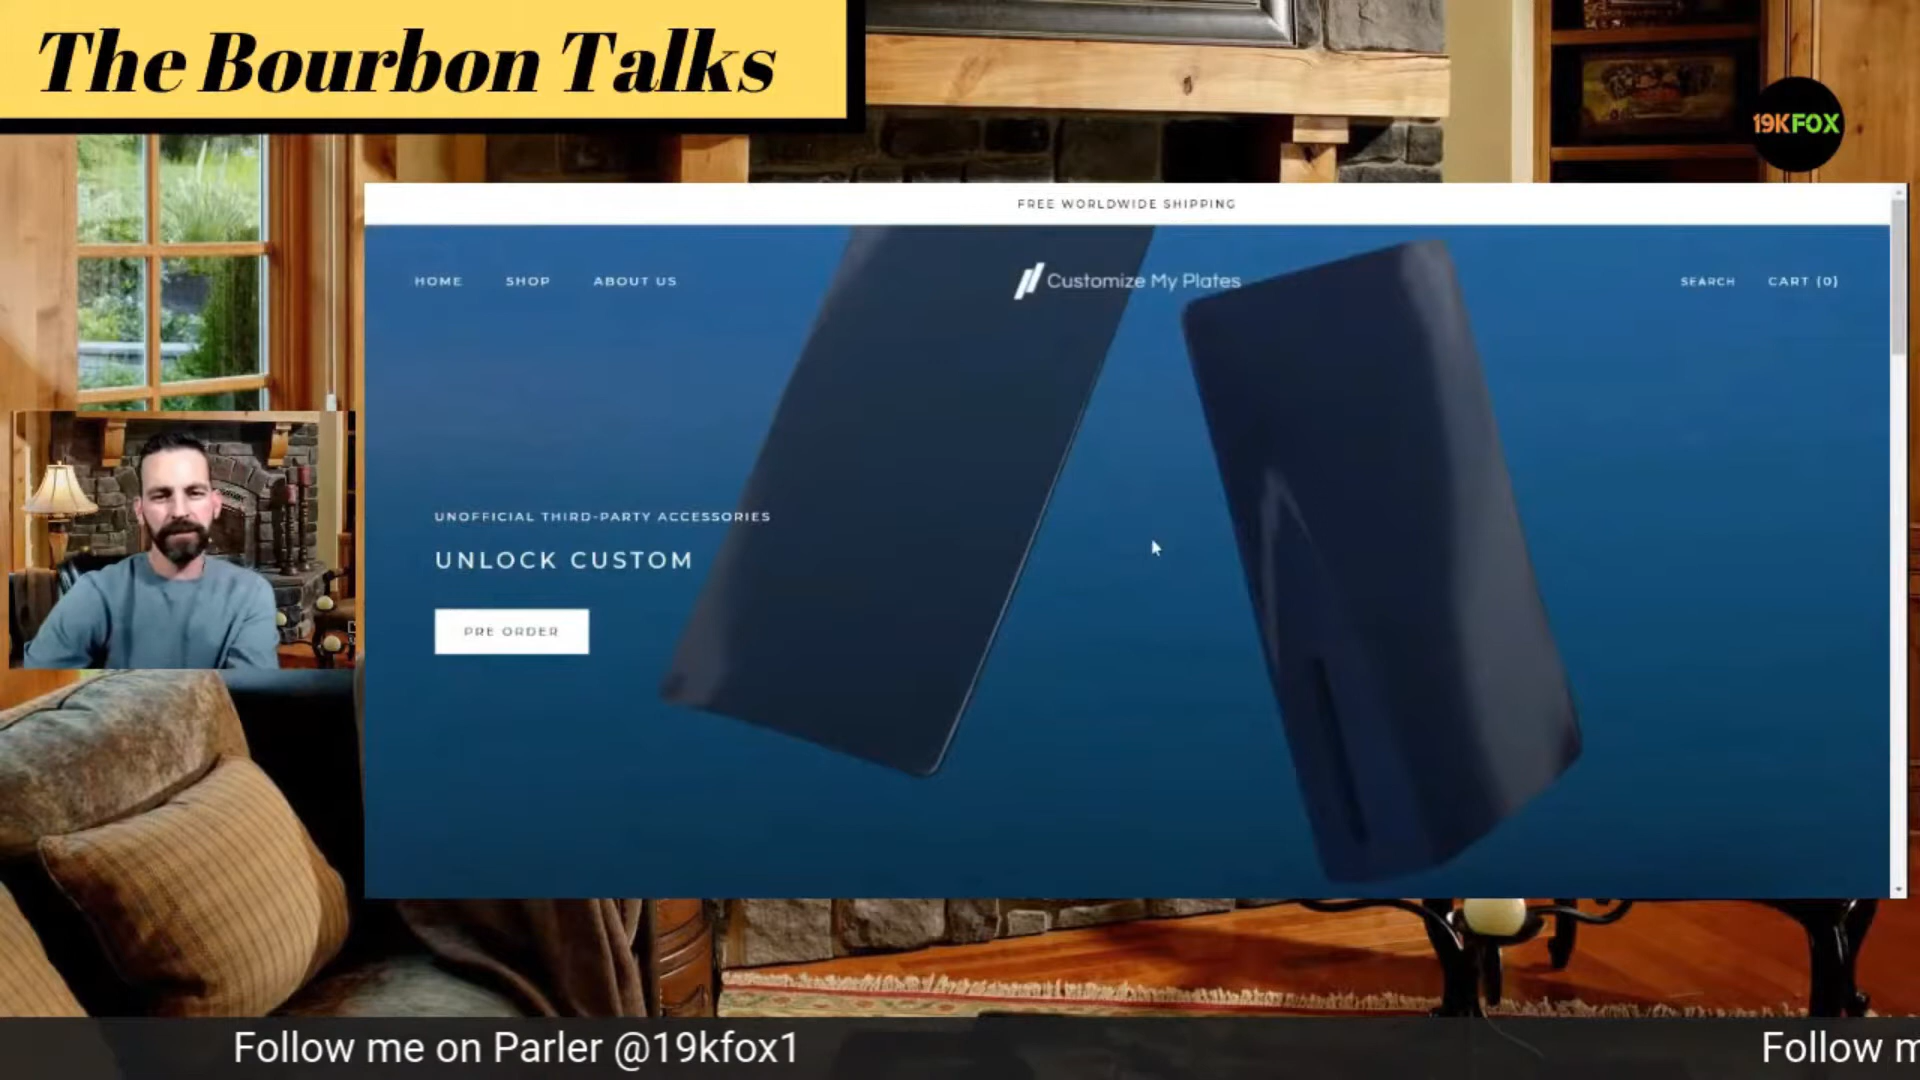 The Bourbon Talks
19KFOX
FREE WORLDWIDE SHIPPING
HOME SHOP ABOUT US
Customize My Plates
SEARCH CART (0)
UNOFFICIAL THIRD-PARTY ACCESSORIES
UNLOCK CUSTOM
PRE ORDER
Follow me on Parler @19kfox1
Follow m